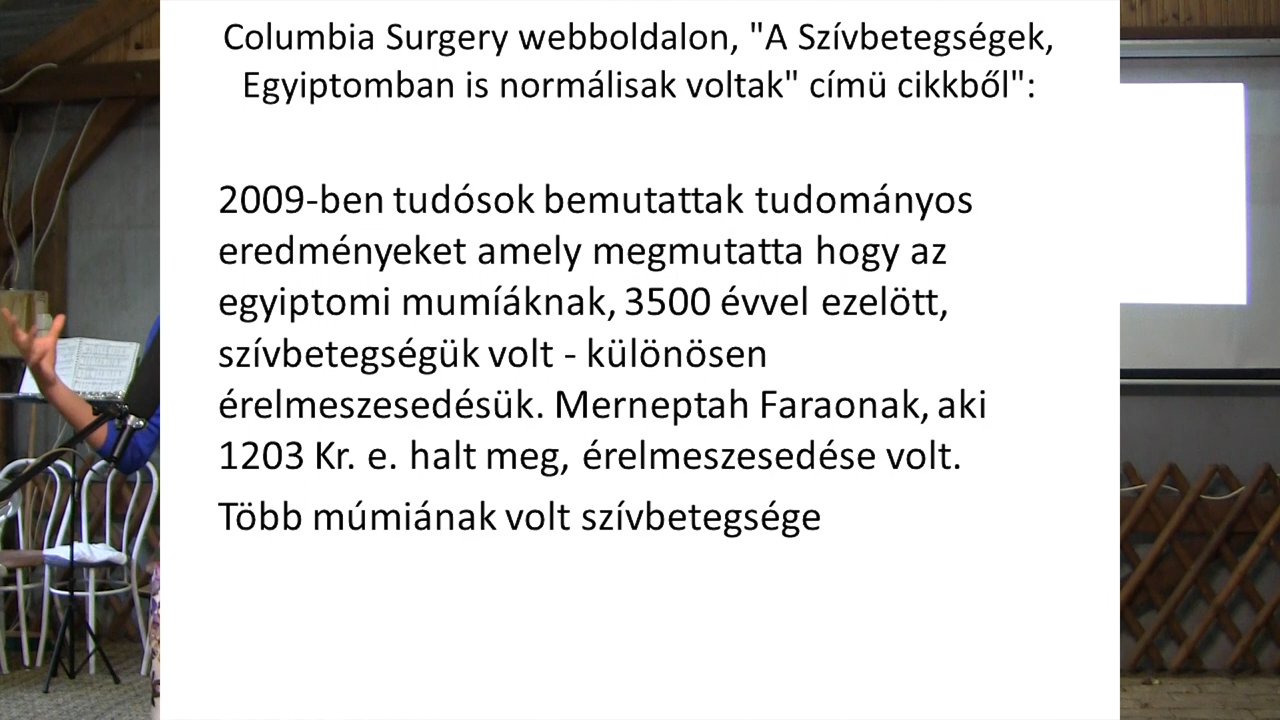 Columbia Surgery webboldalon, "A Szívbetegségek,
Egyiptomban is normálisak voltak" címü cikkből":
2009-ben tudósok bemutattak tudományos
eredményeket amely megmutatta hogy az
egyiptomi mumíáknak, 3500 évvel ezelött,
szívbetegségük volt - különösen
érelmeszesedésük. Merneptah Faraonak, aki
1203 Kr. e. halt meg, érelmeszesedése volt.
Több múmiának volt szívbetegsége